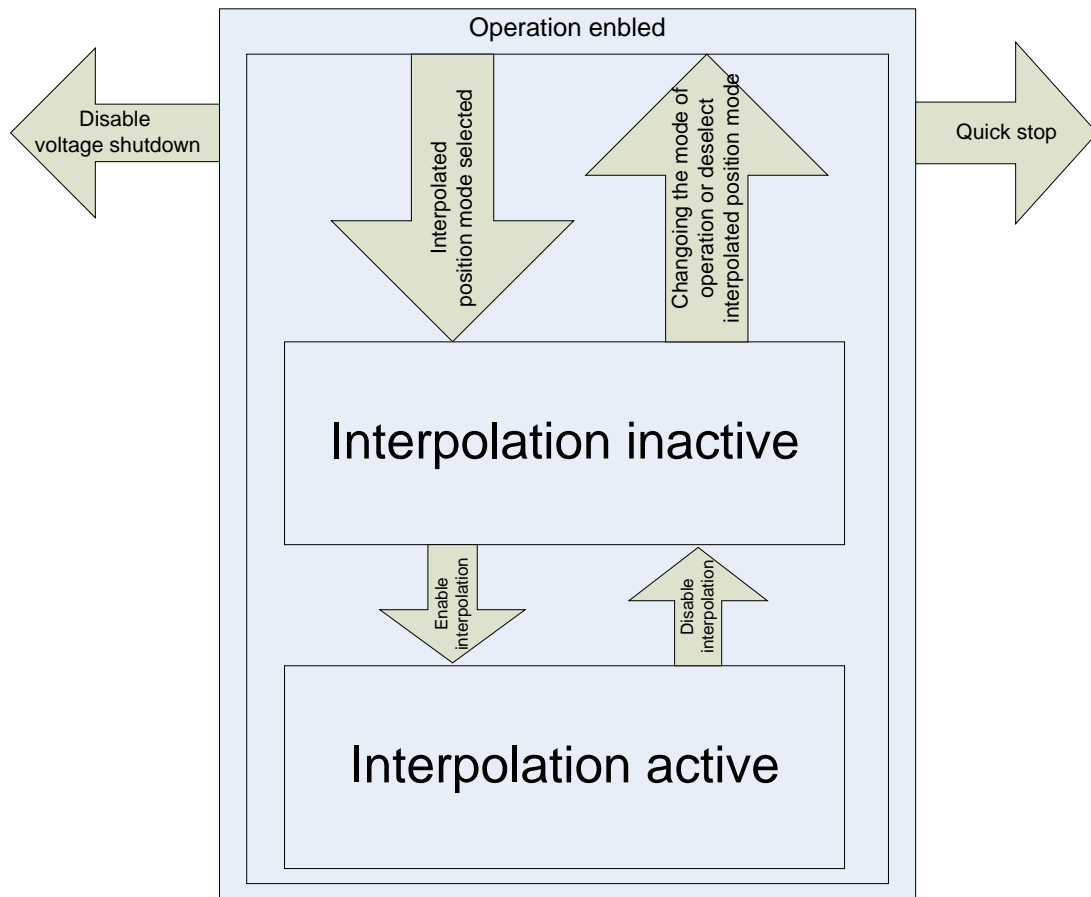 Operation enbled
Disable
voltage shutdown
Interpolated
position mode selected
Changoing the mode of
operation or deselect
interpolated position mode
Quick stop
Interpolation inactive
Enable
interpolation
Disable
interpolation
Interpolation active